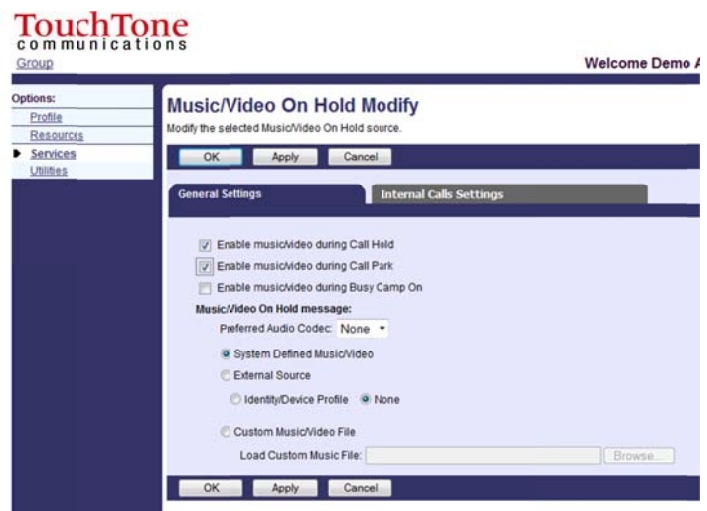 TouchTone
communications
Group
Welcome Demo A
Options:
Profile
Resources
Services
Utilities
Music/Video On Hold Modify
Modify the selected Music/Video On Hold source.
OK Apply Cancel
General Settings Internal Calls Settings
Enable music/video during Call Hold
Enable music/video during Call Park
Enable music/video during Busy Camp On
Music/Video On Hold message:
Preferred Audio Codec: None
System Defined Music/Video
External Source
Identity/Device Profile None
Custom Music/Video File
Load Custom Music File: Browse...
OK Apply Cancel